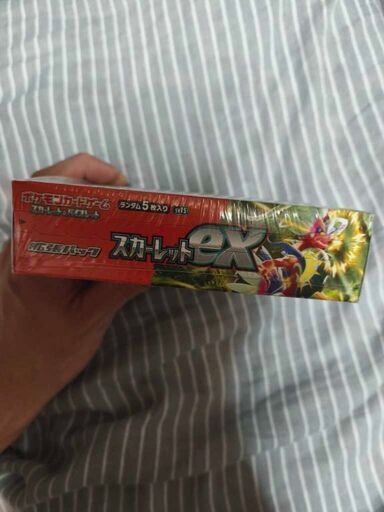 ポケモンカードゲーム
スカーレット&バイオレット
ランダム5枚入り
拡張パック
スカーレットex